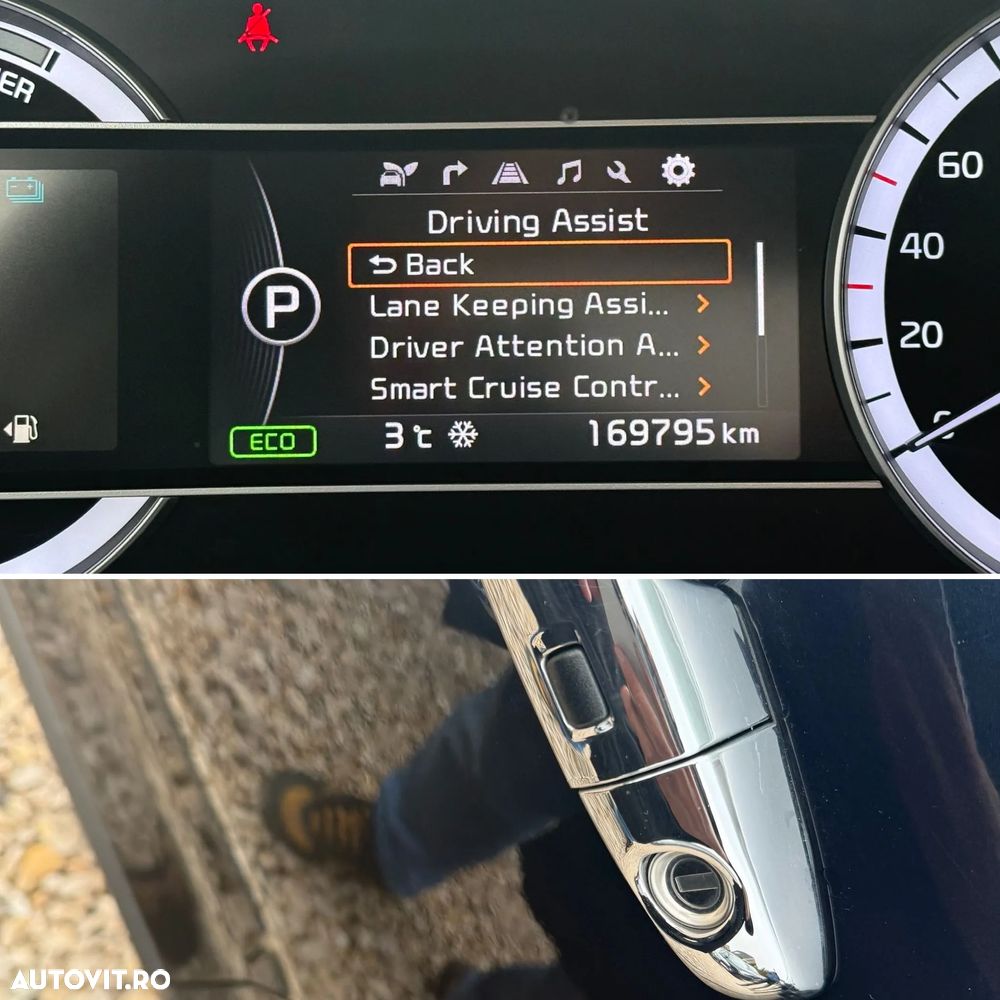 ER
60
40
20
0
Driving Assist
Back
Lane Keeping Assi...
Driver Attention A...
Smart Cruise Contr...
P
ECO
3℃
169795 km
AUTOVIT.RO